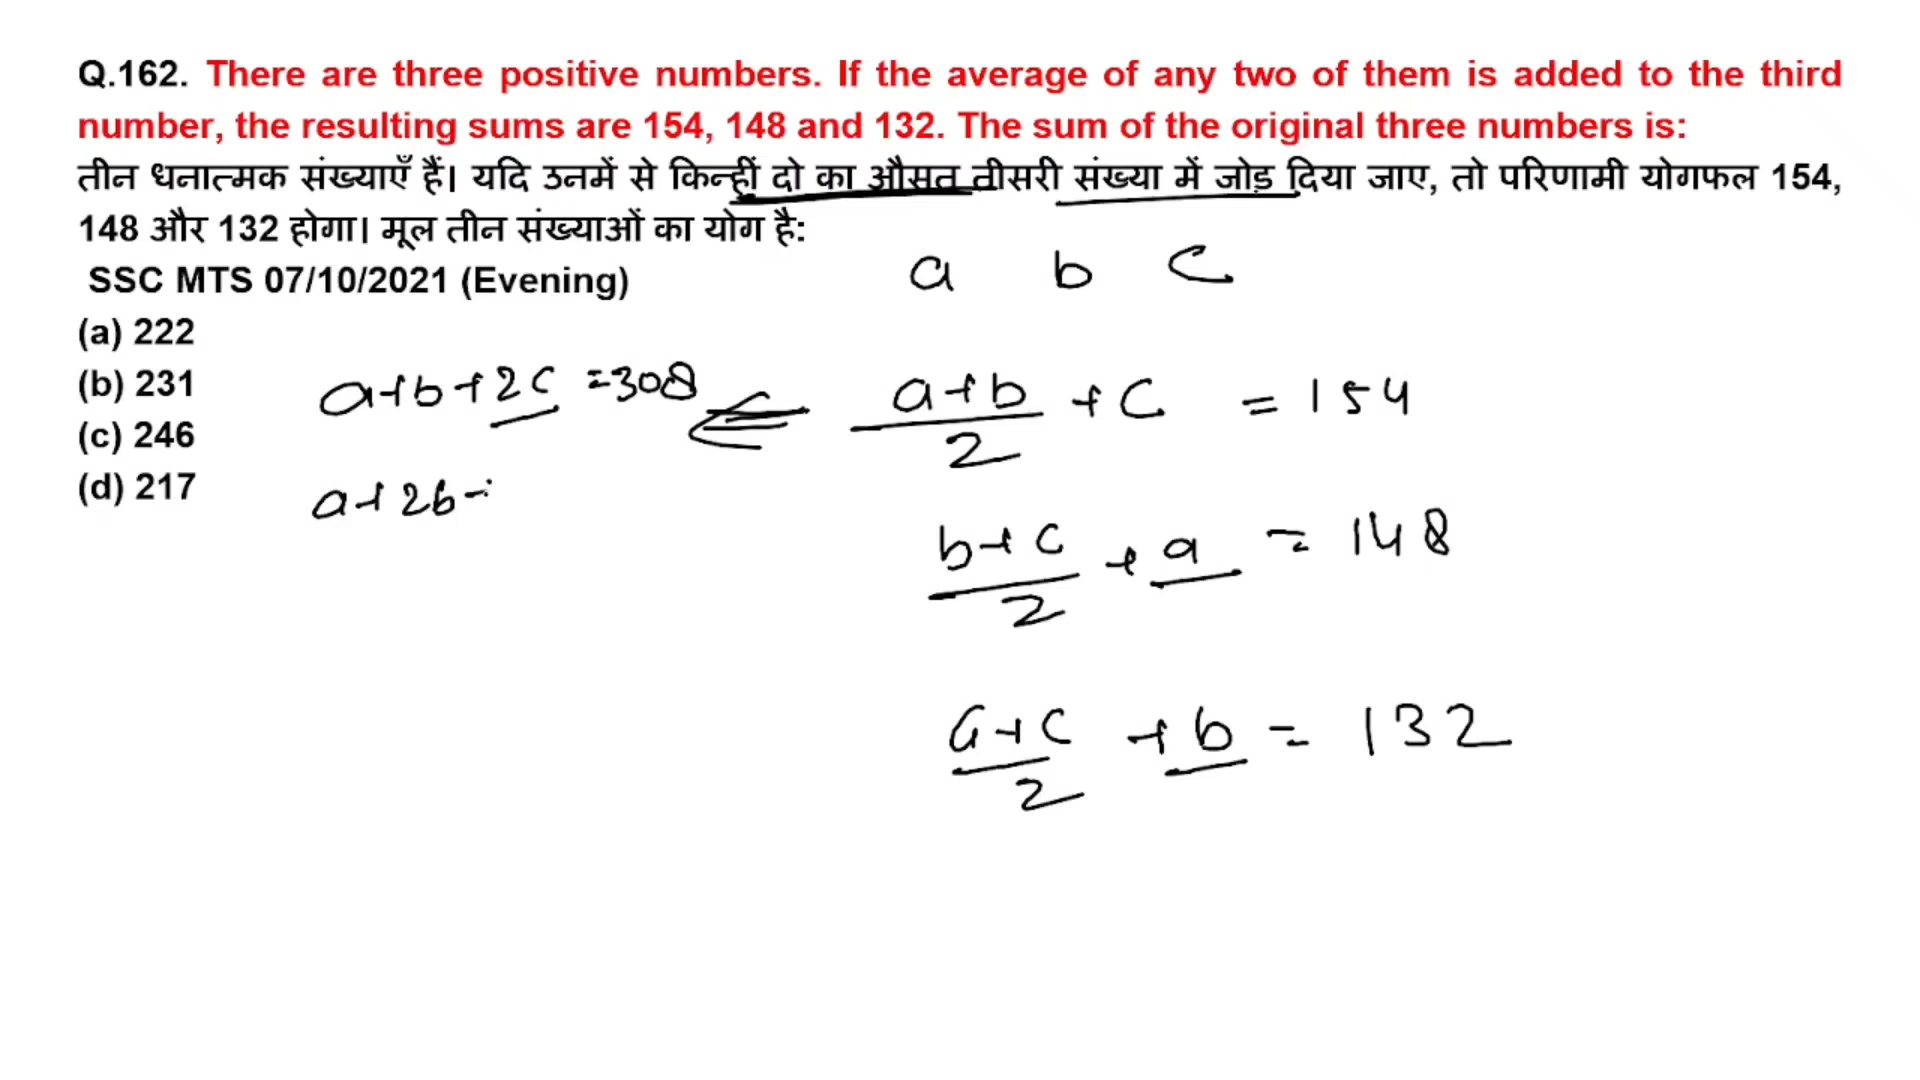 Q.162. There are three positive numbers. If the average of any two of them is added to the third
number, the resulting sums are 154, 148 and 132. The sum of the original three numbers is:
तीन धनात्मक संख्याएँ हैं। यदि उनमें से किन्हीं दो का औसत तीसरी संख्या में जोड़ दिया जाए, तो परिणामी योगफल 154,
148 और 132 होगा। मूल तीन संख्याओं का योग है:
a b c
SSC MTS 07/10/2021 (Evening)
(a) 222
(b) 231
(c) 246
(d) 217
a+b+2c =308
a+b/2 + c = 154
a+2b-
b+c/2 + a = 148
a+c/2 + b = 132